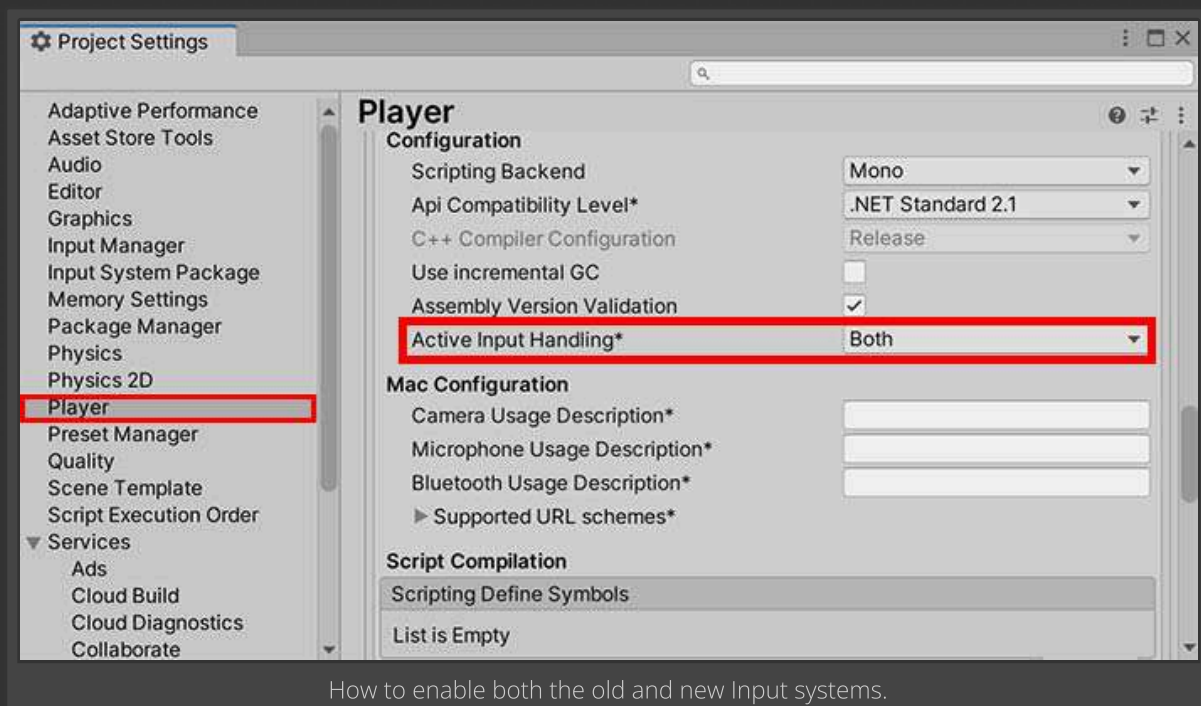 Project Settings
Adaptive Performance
Asset Store Tools
Audio
Editor
Graphics
Input Manager
Input System Package
Memory Settings
Package Manager
Physics
Physics 2D
Player
Preset Manager
Quality
Scene Template
Script Execution Order
Services
Ads
Cloud Build
Cloud Diagnostics
Collaborate
Player
Configuration
Scripting Backend Mono
Api Compatibility Level* .NET Standard 2.1
C++ Compiler Configuration Release
Use incremental GC
Assembly Version Validation
Active Input Handling* Both
Mac Configuration
Camera Usage Description*
Microphone Usage Description*
Bluetooth Usage Description*
Supported URL schemes*
Script Compilation
Scripting Define Symbols
List is Empty
How to enable both the old and new Input systems.